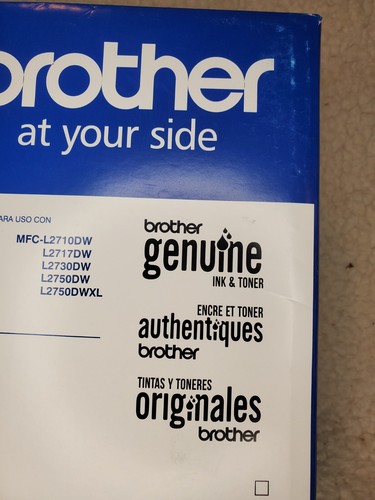 brother
at your side
PARA USO CON
MFC-L2710DW
L2717DW
L2730DW
L2750DW
L2750DWXL
brother
genuine
INK & TONER
ENCRE ET TONER
authentiques
brother
TINTAS Y TONERES
originales
brother